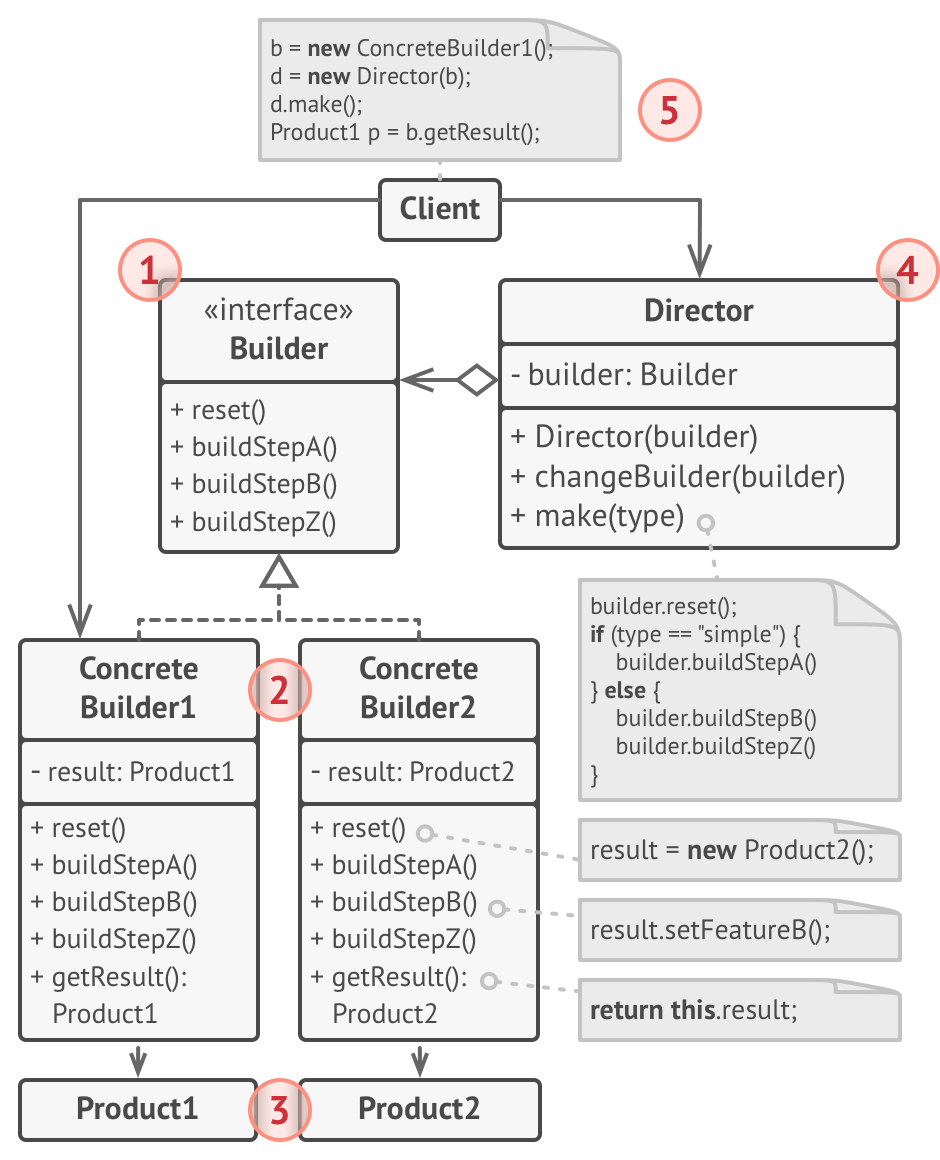 b = new ConcreteBuilder1();
d = new Director(b);
d.make();
Product1 p = b.getResult();
5
Client
1
«interface»
Builder
+ reset()
+ buildStepA()
+ buildStepB()
+ buildStepZ()
4
Director
- builder: Builder
+ Director(builder)
+ changeBuilder(builder)
+ make(type)
builder.reset();
if (type == "simple") {
builder.buildStepA()
} else {
builder.buildStepB()
builder.buildStepZ()
}
2
Concrete
Builder1
- result: Product1
+ reset()
+ buildStepA()
+ buildStepB()
+ buildStepZ()
+ getResult():
Product1
Concrete
Builder2
- result: Product2
+ reset()
+ buildStepA()
+ buildStepB()
+ buildStepZ()
+ getResult():
Product2
result = new Product2();
result.setFeatureB();
return this.result;
Product1
3
Product2